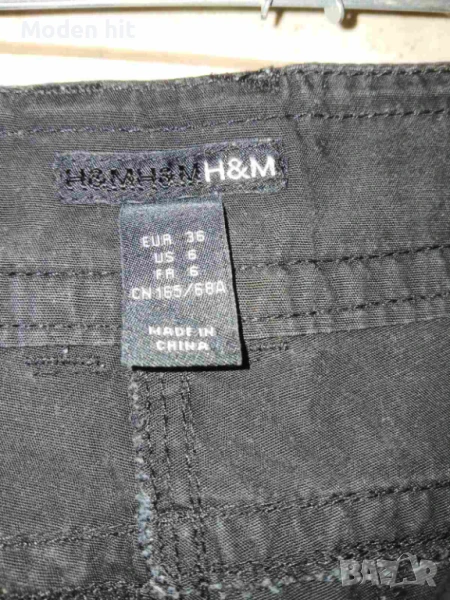 Moden hit
H&MH&MH&M
EUR 36
US 6
FR 6
CN 165/68A
MADE IN
CHINA
BAZAR